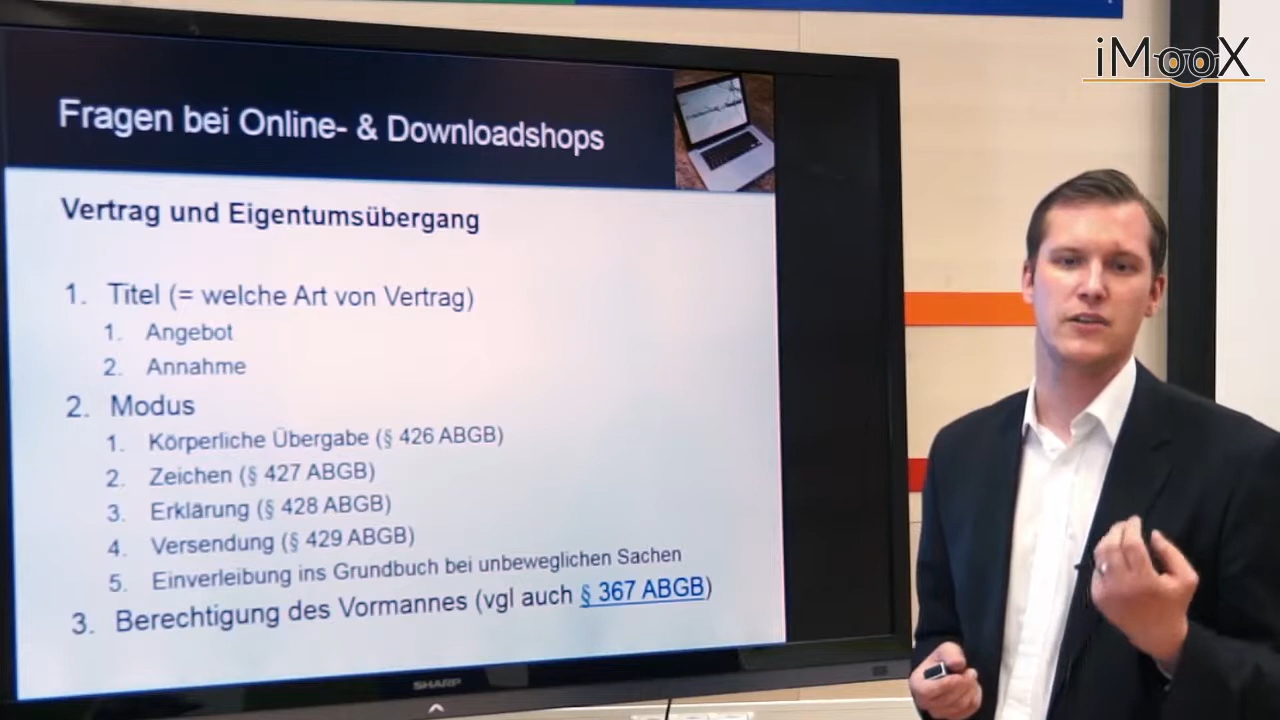 iMooX
Fragen bei Online- & Downloadshops
Vertrag und Eigentumsübergang
1. Titel (= welche Art von Vertrag)
1. Angebot
2. Annahme
2. Modus
1. Körperliche Übergabe (§ 426 ABGB)
2. Zeichen (§ 427 ABGB)
3. Erklärung (§ 428 ABGB)
4. Versendung (§ 429 ABGB)
5. Einverleibung ins Grundbuch bei unbeweglichen Sachen
3. Berechtigung des Vormannes (vgl auch § 367 ABGB)
SHARP